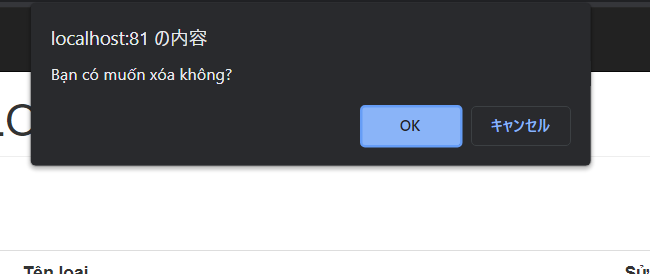 localhost:81 の内容
Bạn có muốn xóa không?
OK キャンセル
Tên loại